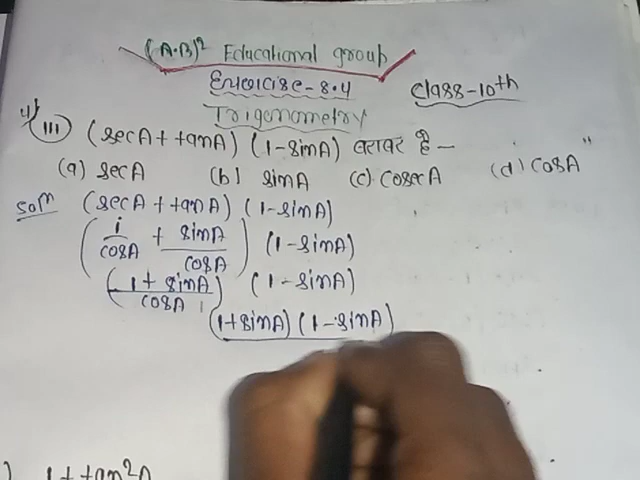 (A.B)² Educational group
Exercise-8.4 Class-10th
Trigonometry
4) (iii) (secA + tanA) (1-sinA) बराबर है -
(a) secA (b) sinA (c) CosecA (d) CosA"
Solⁿ (secA + tanA) (1-sinA)
(1/cosA + sinA/cosA) (1-sinA)
(1+sinA/cosA) (1-sinA)
(1+sinA) (1-sinA)
1+tan²A